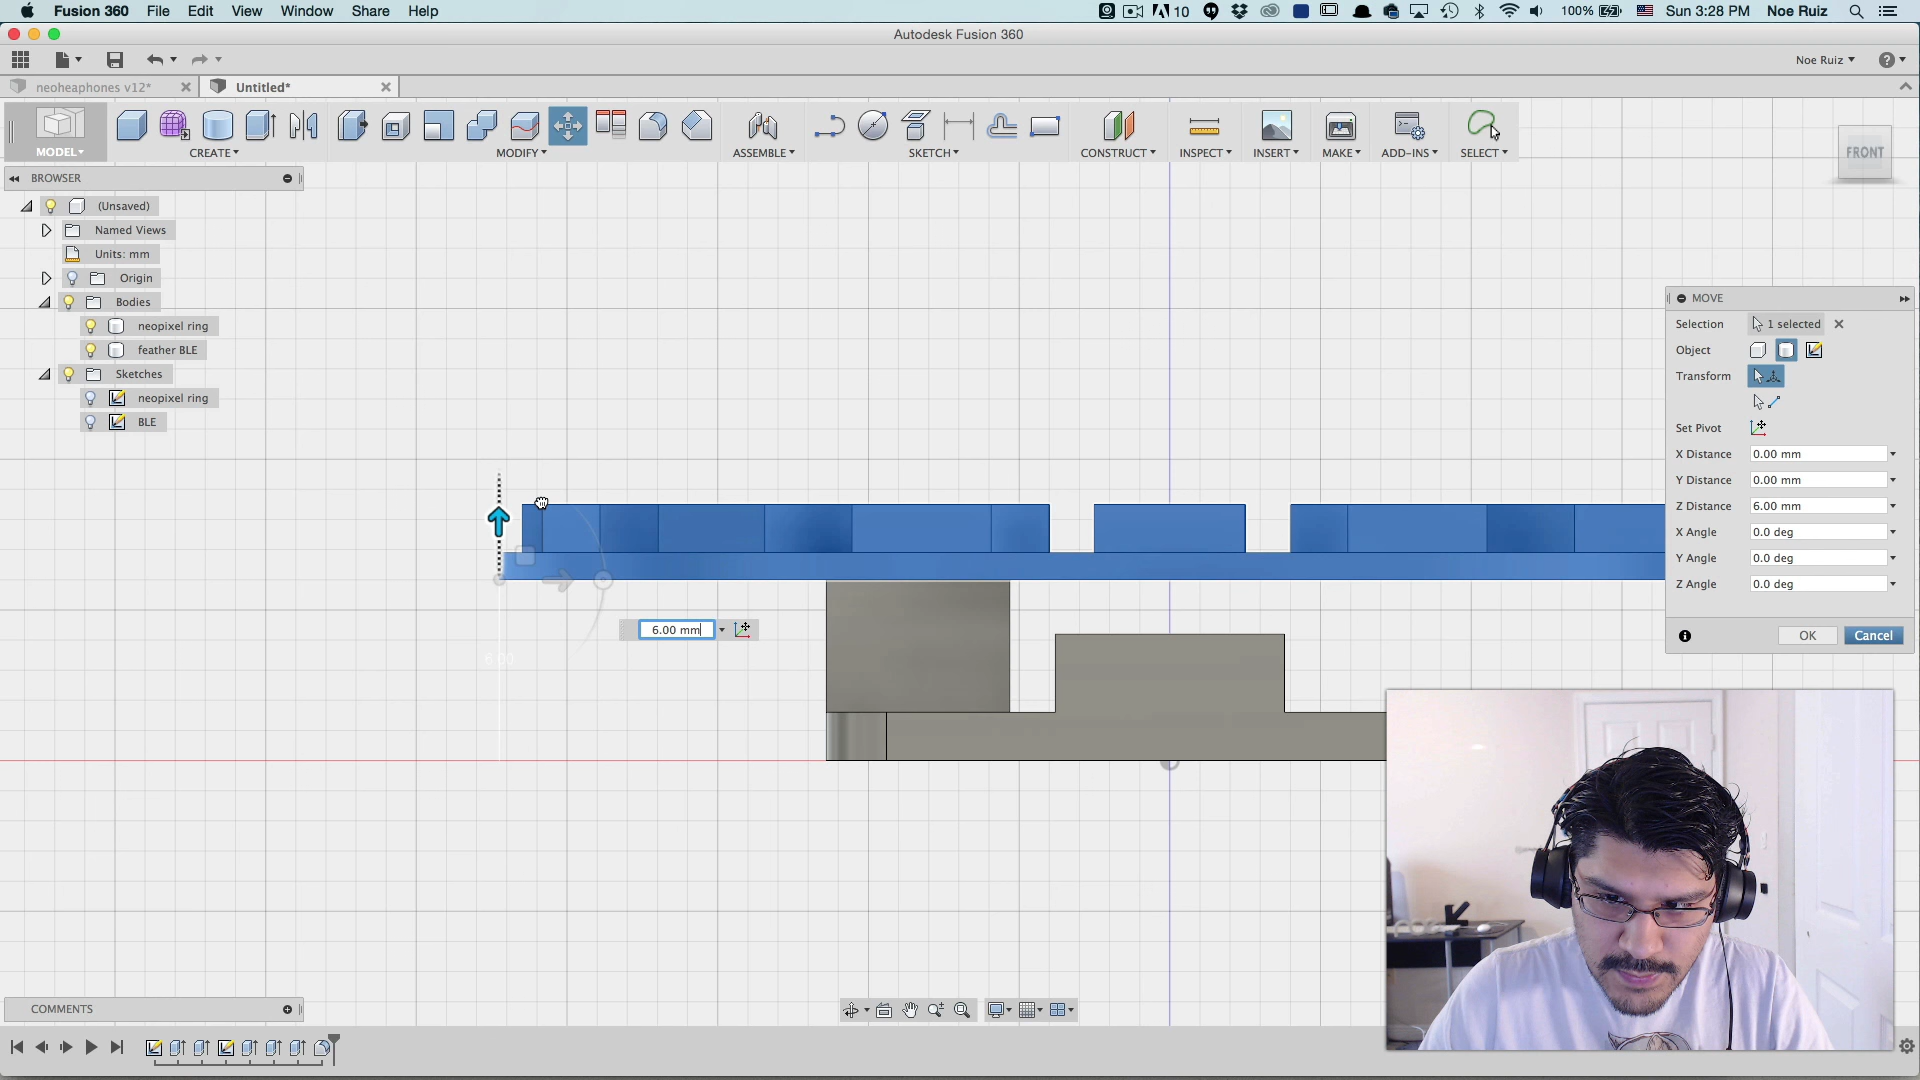 Fusion 360 File Edit View Window Share Help
10 100% Sun 3:28 PM Noe Ruiz
Autodesk Fusion 360
Noe Ruiz
neoheaphones v12* Untitled*
MODEL CREATE MODIFY ASSEMBLE SKETCH CONSTRUCT INSPECT INSERT MAKE ADD-INS SELECT
FRONT
BROWSER
(Unsaved)
Named Views
Units: mm
Origin
Bodies
neopixel ring
feather BLE
Sketches
neopixel ring
BLE
MOVE
Selection 1 selected
Object
Transform
Set Pivot
X Distance 0.00 mm
Y Distance 0.00 mm
Z Distance 6.00 mm
X Angle 0.0 deg
Y Angle 0.0 deg
Z Angle 0.0 deg
OK Cancel
6.00 mm
6.00
COMMENTS